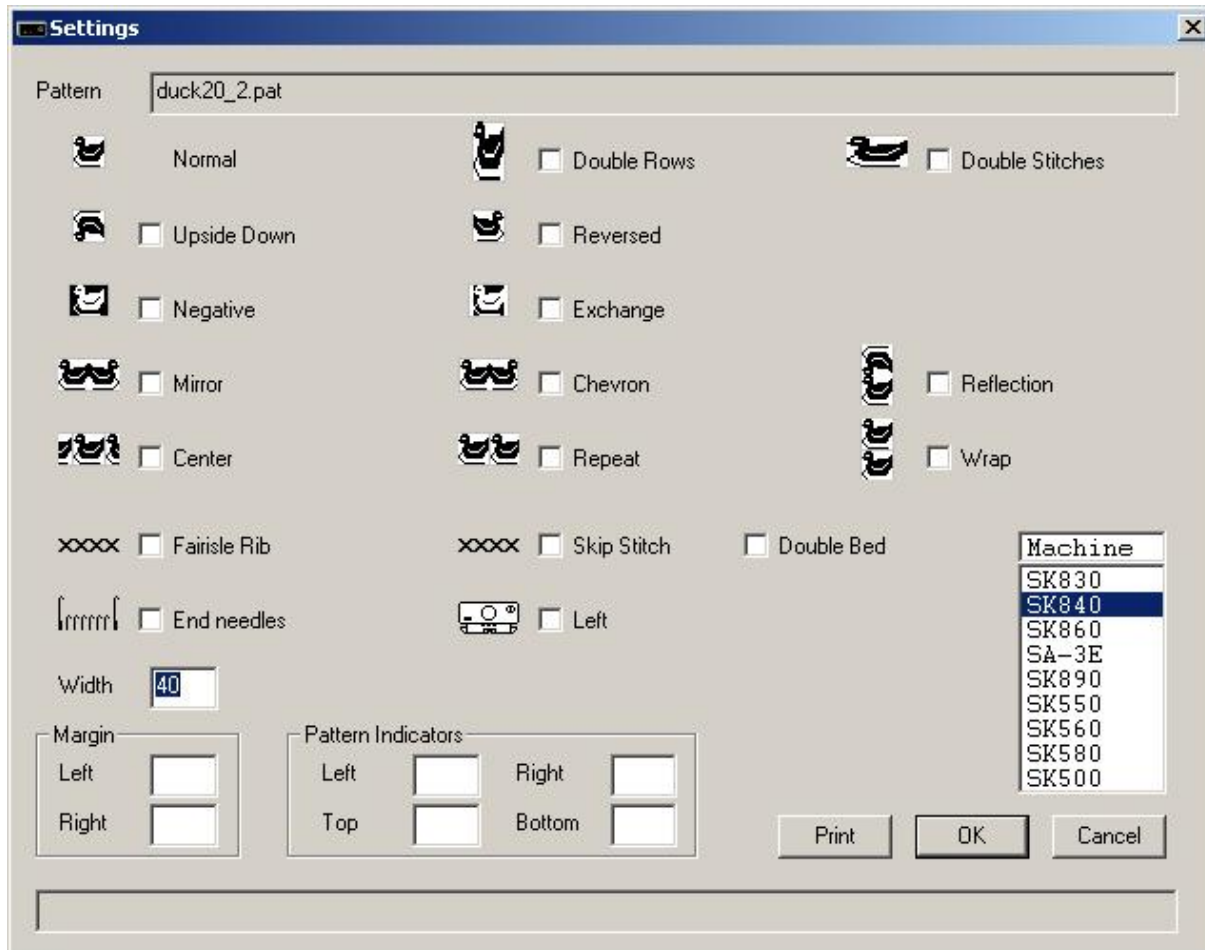 Settings
Pattern duck20_2.pat
Normal Double Rows Double Stitches
Upside Down Reversed
Negative Exchange
Mirror Chevron Reflection
Center Repeat Wrap
XXXX Fairisle Rib XXXX Skip Stitch Double Bed Machine
SK830
SK840
End needles Left SK860
SA-3E
Width 40 SK890
SK550
Margin Pattern Indicators SK560
Left Left Right SK580
SK500
Right Top Bottom Print OK Cancel